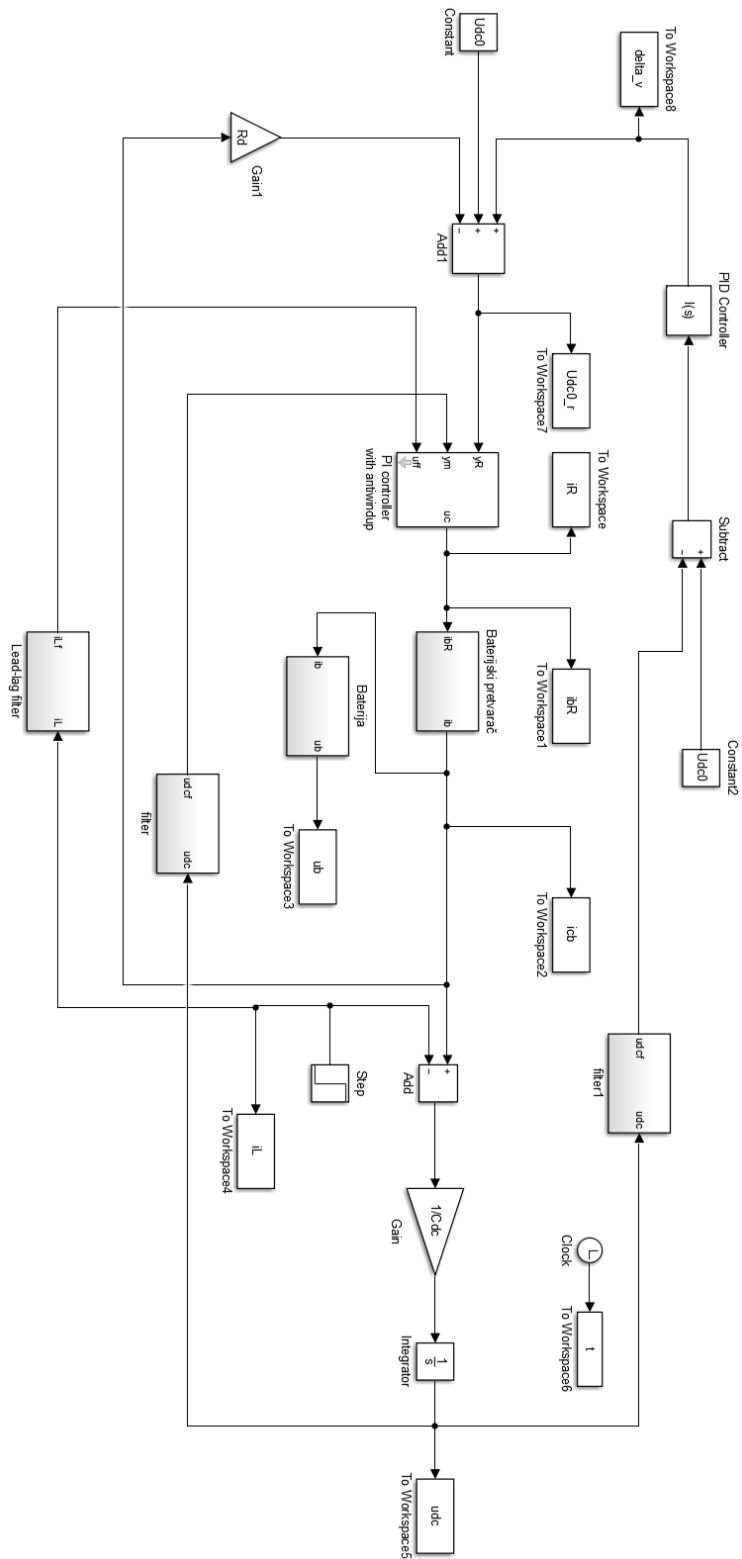 Udc0
Constant
delta_v
To Workspace8
Rd
Gain1
+
+
−
Add1
I(s)
PID Controller
Udc0_r
To Workspace7
iR
To Workspace
yR
ym
uff
uc
PI controller
with antiwindup
+
−
Subtract
Udc0
Constant2
ibR
To Workspace1
ibR
ib
Baterijski pretvarač
ib
ub
Baterija
ub
To Workspace3
icb
To Workspace2
iLf
iL
Lead-lag filter
udcf
udc
filter
udcf
udc
filter1
iL
To Workspace4
Step
+
−
Add
1/Cdc
Gain
Clock
t
To Workspace6
1
s
Integrator
udc
To Workspace5